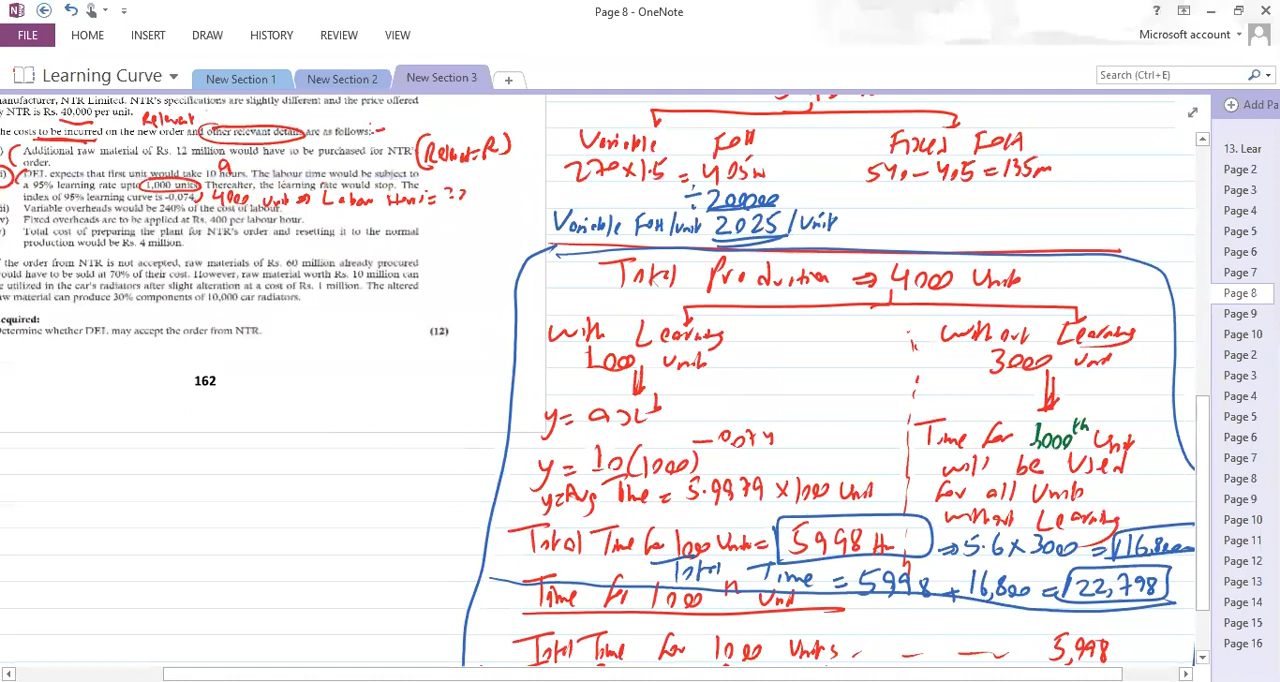 Page 8 - OneNote
FILE HOME INSERT DRAW HISTORY REVIEW VIEW
Microsoft account
Learning Curve
New Section 1
New Section 2
New Section 3
Search (Ctrl+E)
Add Pa
13. Lear
Page 2
Page 3
Page 4
Page 5
Page 6
Page 7
Page 8
Page 9
Page 10
Page 2
Page 3
Page 4
Page 5
Page 6
Page 7
Page 8
Page 9
Page 10
Page 11
Page 12
Page 13
Page 14
Page 15
Page 16
manufacturer, NTR Limited. NTR's specifications are slightly different and the price offered
y NTR is Rs. 40,000 per unit.
Relevant
he costs to be incurred on the new order and other relevant details are as follows:-
(Relevant=R)
) Additional raw material of Rs. 12 million would have to be purchased for NTR's
order.
a
i) DEL expects that first unit would take 10 hours. The labour time would be subject to
a 95% learning rate upto 1,000 units. Thereafter, the learning rate would stop. The
index of 95% learning curve is -0.074.
4000 Unit => Labour Hours = ??
ii) Variable overheads would be 240% of the cost of labour.
v) Fixed overheads are to be applied at Rs. 400 per labour hour.
) Total cost of preparing the plant for NTR's order and resetting it to the normal
production would be Rs. 4 million.
f the order from NTR is not accepted, raw materials of Rs. 60 million already procured
would have to be sold at 70% of their cost. However, raw material worth Rs. 10 million can
e utilized in the car's radiators after slight alteration at a cost of Rs. 1 million. The altered
aw material can produce 30% components of 10,000 car radiators.
equired:
Determine whether DEL may accept the order from NTR. (12)
162
Variable FOH
270 x 1.5 = 405m
÷ 200000
Variable FOH/unit 2025/Unit
Fixed FOH
540 - 405 = 135m
Total Production => 4000 Units
With Learning
1000 Units
y = ax^b
y = 10(1000)^-0.074
y = Avg Time = 5.9979 x 1000 Unit
Total Time for 1000 Units = 5998 Hrs
Without Learning
3000 Unit
Time for 1000th Unit
will be Used
for all Units
without Learning
=> 5.6 x 3000 = 16,800
Total Time = 5998 + 16,800 = 22,798
Time for 1000th Unit
Total Time for 1000 Units - - - 5,998